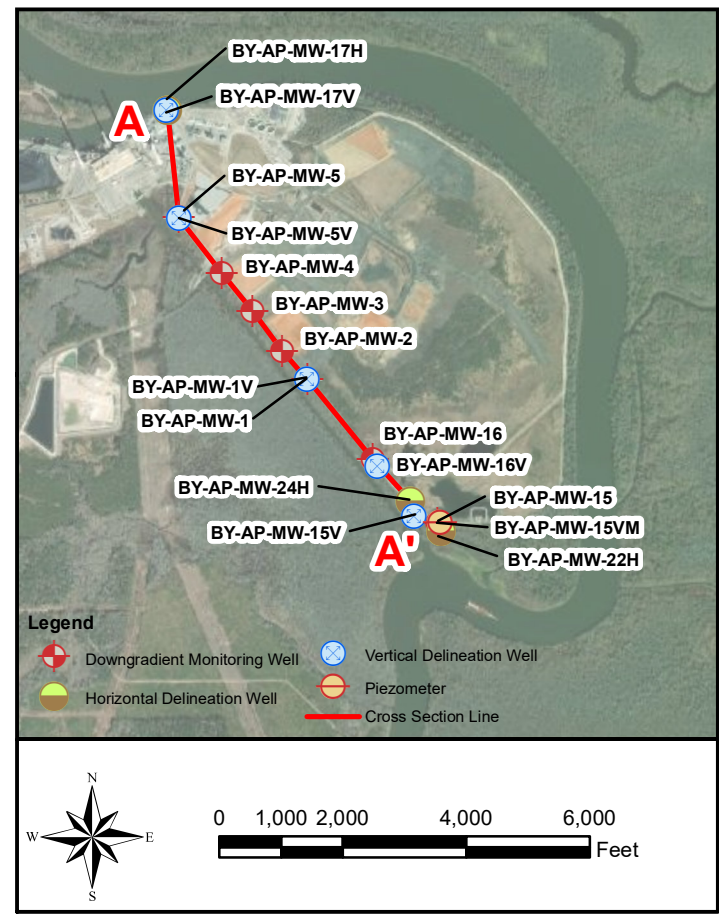 BY-AP-MW-17H
BY-AP-MW-17V
A
BY-AP-MW-5
BY-AP-MW-5V
BY-AP-MW-4
BY-AP-MW-3
BY-AP-MW-2
BY-AP-MW-1V
BY-AP-MW-1
BY-AP-MW-16
BY-AP-MW-16V
BY-AP-MW-24H
BY-AP-MW-15
BY-AP-MW-15V
BY-AP-MW-15VM
A'
BY-AP-MW-22H
Legend
Downgradient Monitoring Well
Vertical Delineation Well
Horizontal Delineation Well
Piezometer
Cross Section Line
N
W
E
S
0 1,000 2,000 4,000 6,000
Feet